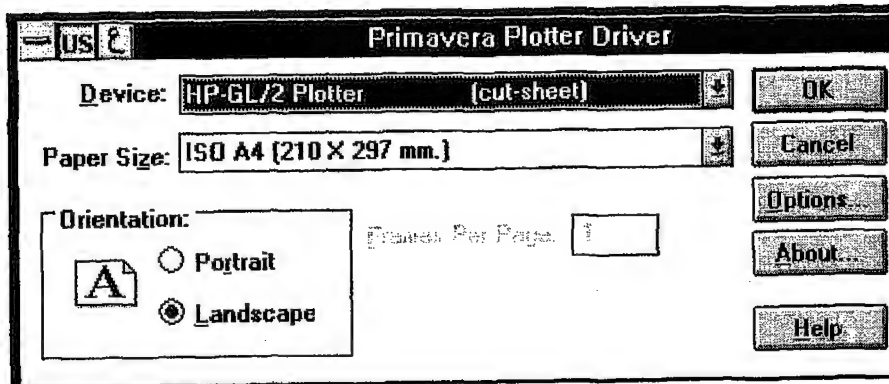 US Primavera Plotter Driver
Device: HP-GL/2 Plotter (cut-sheet) OK
Paper Size: ISO A4 (210 X 297 mm.) Cancel
Options...
Orientation: Frames Per Page: 1
A Portrait About...
Landscape Help